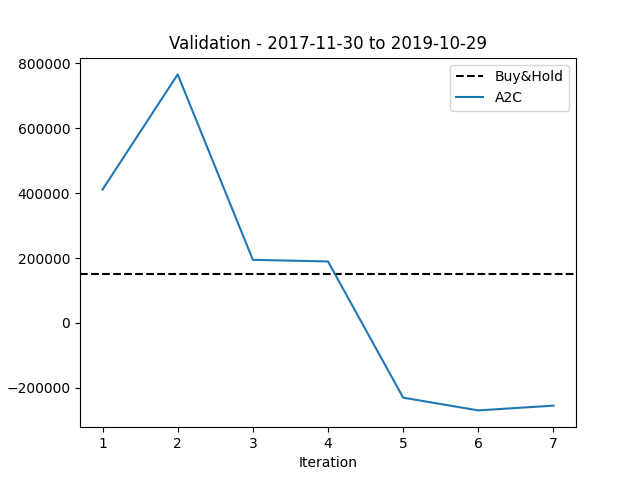 Validation - 2017-11-30 to 2019-10-29
Buy&Hold
A2C
800000
600000
400000
200000
0
−200000
1 2 3 4 5 6 7
Iteration